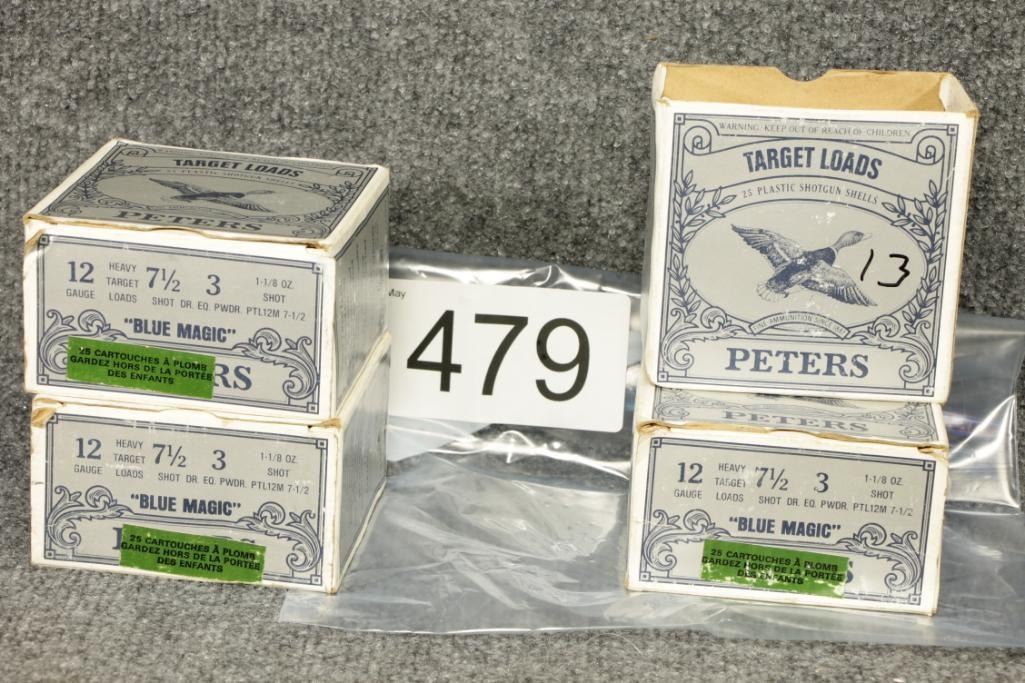 TARGET LOADS
PETERS
12 HEAVY 7½ 3 1-1/8 OZ.
GAUGE TARGET SHOT DR. EQ. PWDR. SHOT
LOADS PTL12M 7-1/2
"BLUE MAGIC"
25 CARTOUCHES À PLOMB
GARDEZ HORS DE LA PORTÉE
DES ENFANTS
RS
12 HEAVY 7½ 3 1-1/8 OZ.
GAUGE TARGET SHOT DR. EQ. PWDR. SHOT
LOADS PTL12M 7-1/2
"BLUE MAGIC"
25 CARTOUCHES À PLOMB
GARDEZ HORS DE LA PORTÉE
DES ENFANTS
May
479
WARNING: KEEP OUT OF REACH OF CHILDREN
TARGET LOADS
25 PLASTIC SHOTGUN SHELLS
13
FINE AMMUNITION SINCE 1887
PETERS
PETERS
12 HEAVY 7½ 3 1-1/8 OZ.
GAUGE TARGET SHOT DR. EQ. PWDR. SHOT
LOADS PTL12M 7-1/2
"BLUE MAGIC"
25 CARTOUCHES À PLOMB
GARDEZ HORS DE LA PORTÉE
DES ENFANTS